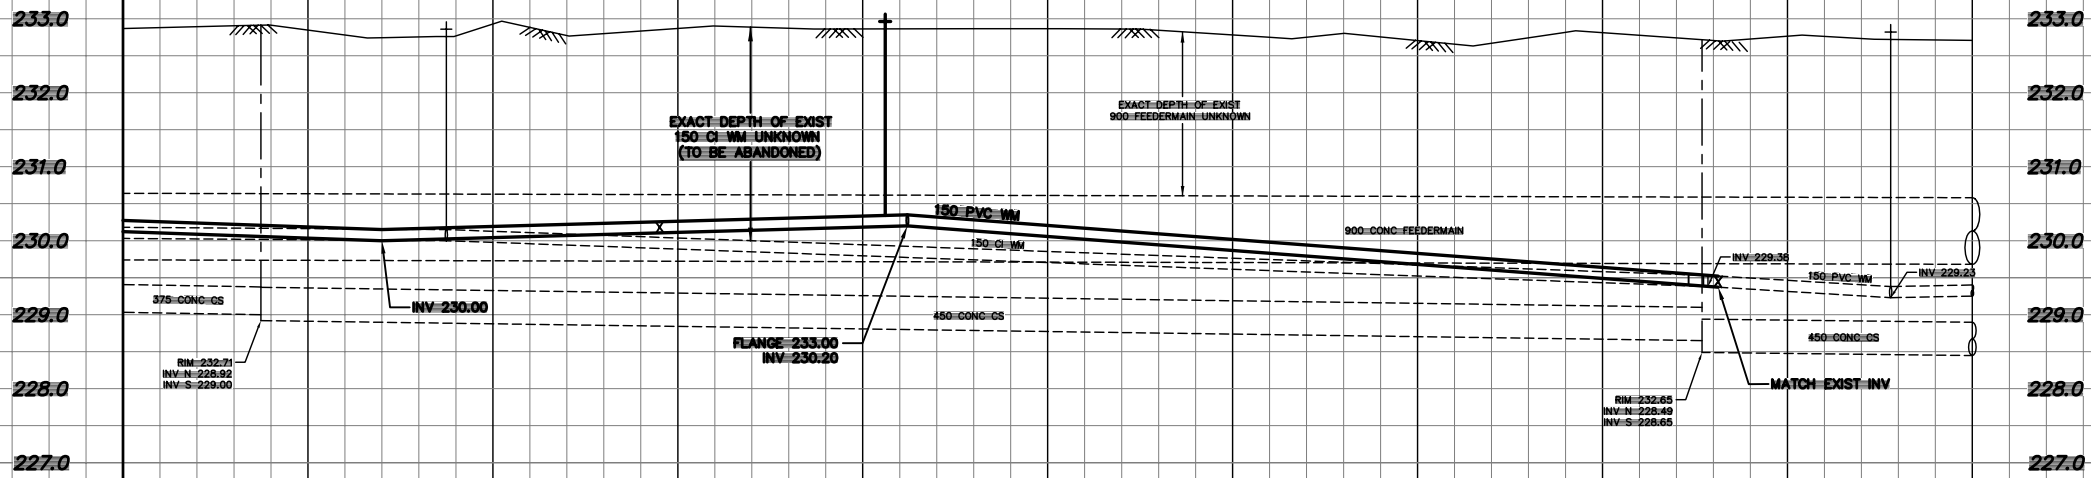 233.0
233.0
232.0
232.0
EXACT DEPTH OF EXIST
900 FEEDERMAIN UNKNOWN
EXACT DEPTH OF EXIST
150 CI WM UNKNOWN
(TO BE ABANDONED)
231.0
231.0
150 PVC WM
900 CONC FEEDERMAIN
230.0
230.0
150 CI WM
INV 229.38
INV 229.23
150 PVC WM
375 CONC CS
INV 230.00
229.0
229.0
450 CONC CS
450 CONC CS
FLANGE 233.00
INV 230.20
RIM 232.71
INV N 228.92
INV S 229.00
MATCH EXIST INV
228.0
228.0
RIM 232.65
INV N 228.49
INV S 228.65
227.0
227.0